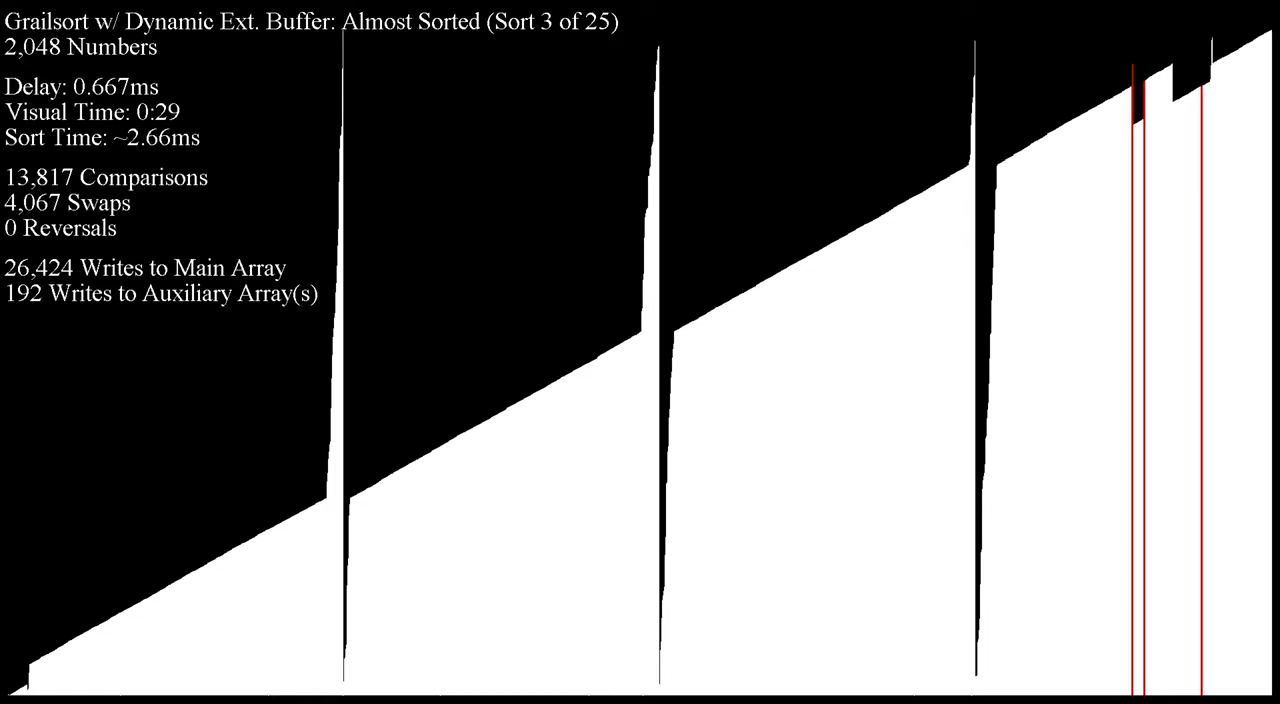 Grailsort w/ Dynamic Ext. Buffer: Almost Sorted (Sort 3 of 25)
2,048 Numbers
Delay: 0.667ms
Visual Time: 0:29
Sort Time: ~2.66ms
13,817 Comparisons
4,067 Swaps
0 Reversals
26,424 Writes to Main Array
192 Writes to Auxiliary Array(s)